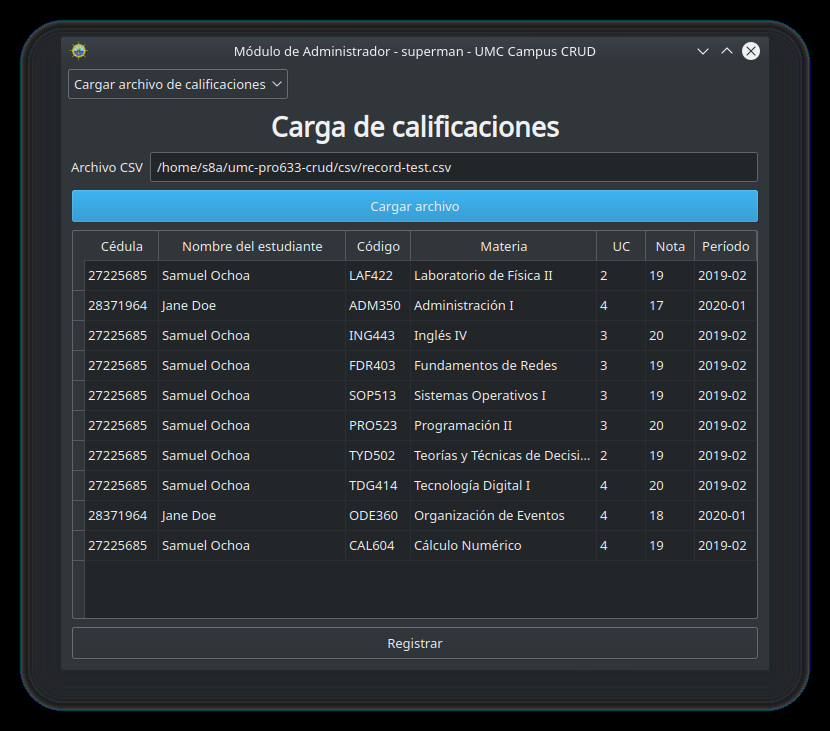 Módulo de Administrador - superman - UMC Campus CRUD
Cargar archivo de calificaciones
Carga de calificaciones
Archivo CSV /home/s8a/umc-pro633-crud/csv/record-test.csv
Cargar archivo
Cédula Nombre del estudiante Código Materia UC Nota Período
27225685 Samuel Ochoa LAF422 Laboratorio de Física II 2 19 2019-02
28371964 Jane Doe ADM350 Administración I 4 17 2020-01
27225685 Samuel Ochoa ING443 Inglés IV 3 20 2019-02
27225685 Samuel Ochoa FDR403 Fundamentos de Redes 3 19 2019-02
27225685 Samuel Ochoa SOP513 Sistemas Operativos I 3 19 2019-02
27225685 Samuel Ochoa PRO523 Programación II 3 20 2019-02
27225685 Samuel Ochoa TYD502 Teorías y Técnicas de Decisi... 2 19 2019-02
27225685 Samuel Ochoa TDG414 Tecnología Digital I 4 20 2019-02
28371964 Jane Doe ODE360 Organización de Eventos 4 18 2020-01
27225685 Samuel Ochoa CAL604 Cálculo Numérico 4 19 2019-02
Registrar